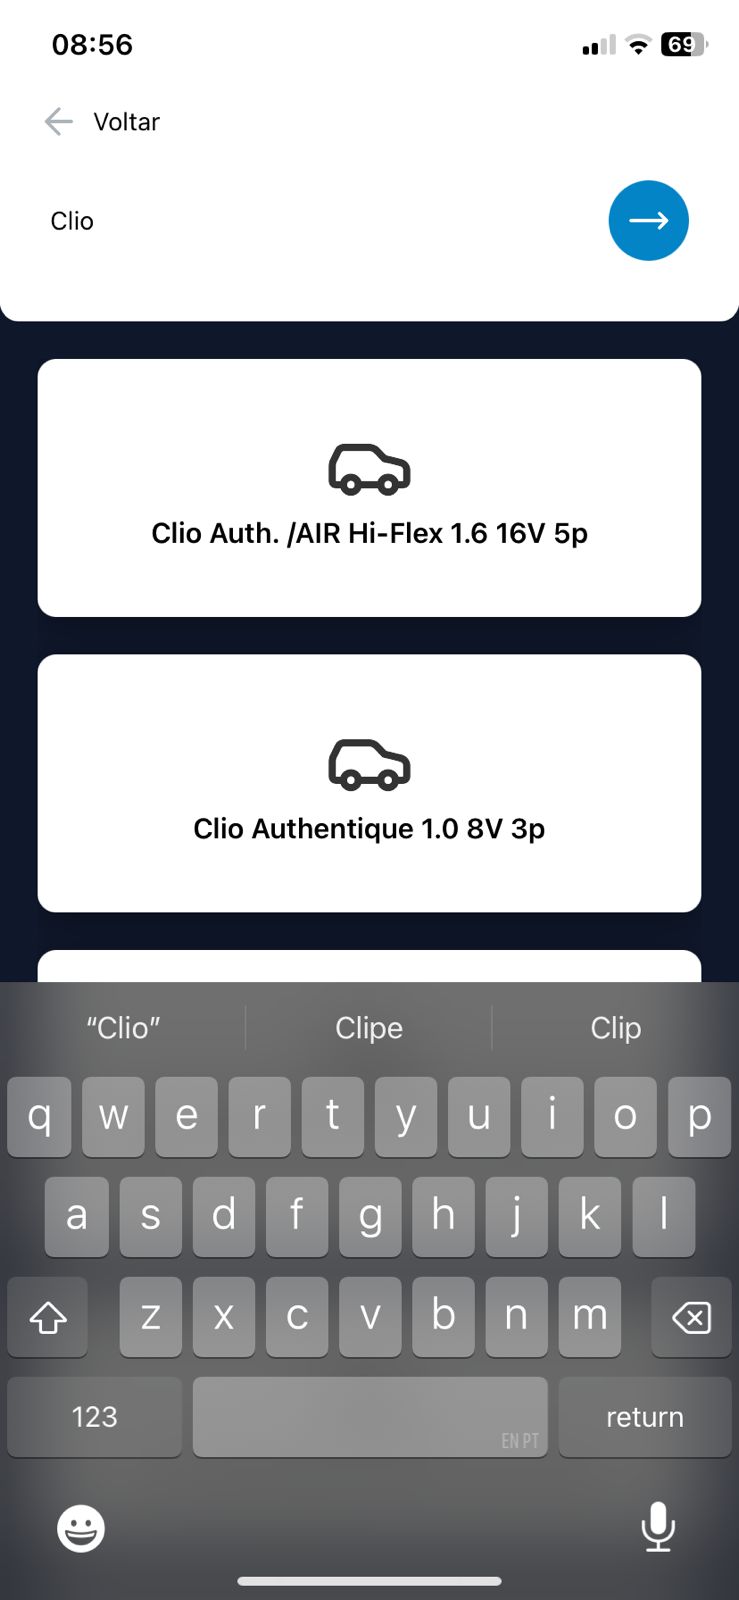 08:56
69
Voltar
Clio
Clio Auth. /AIR Hi-Flex 1.6 16V 5p
Clio Authentique 1.0 8V 3p
“Clio” Clipe Clip
q w e r t y u i o p
a s d f g h j k l
z x c v b n m
123 EN PT return